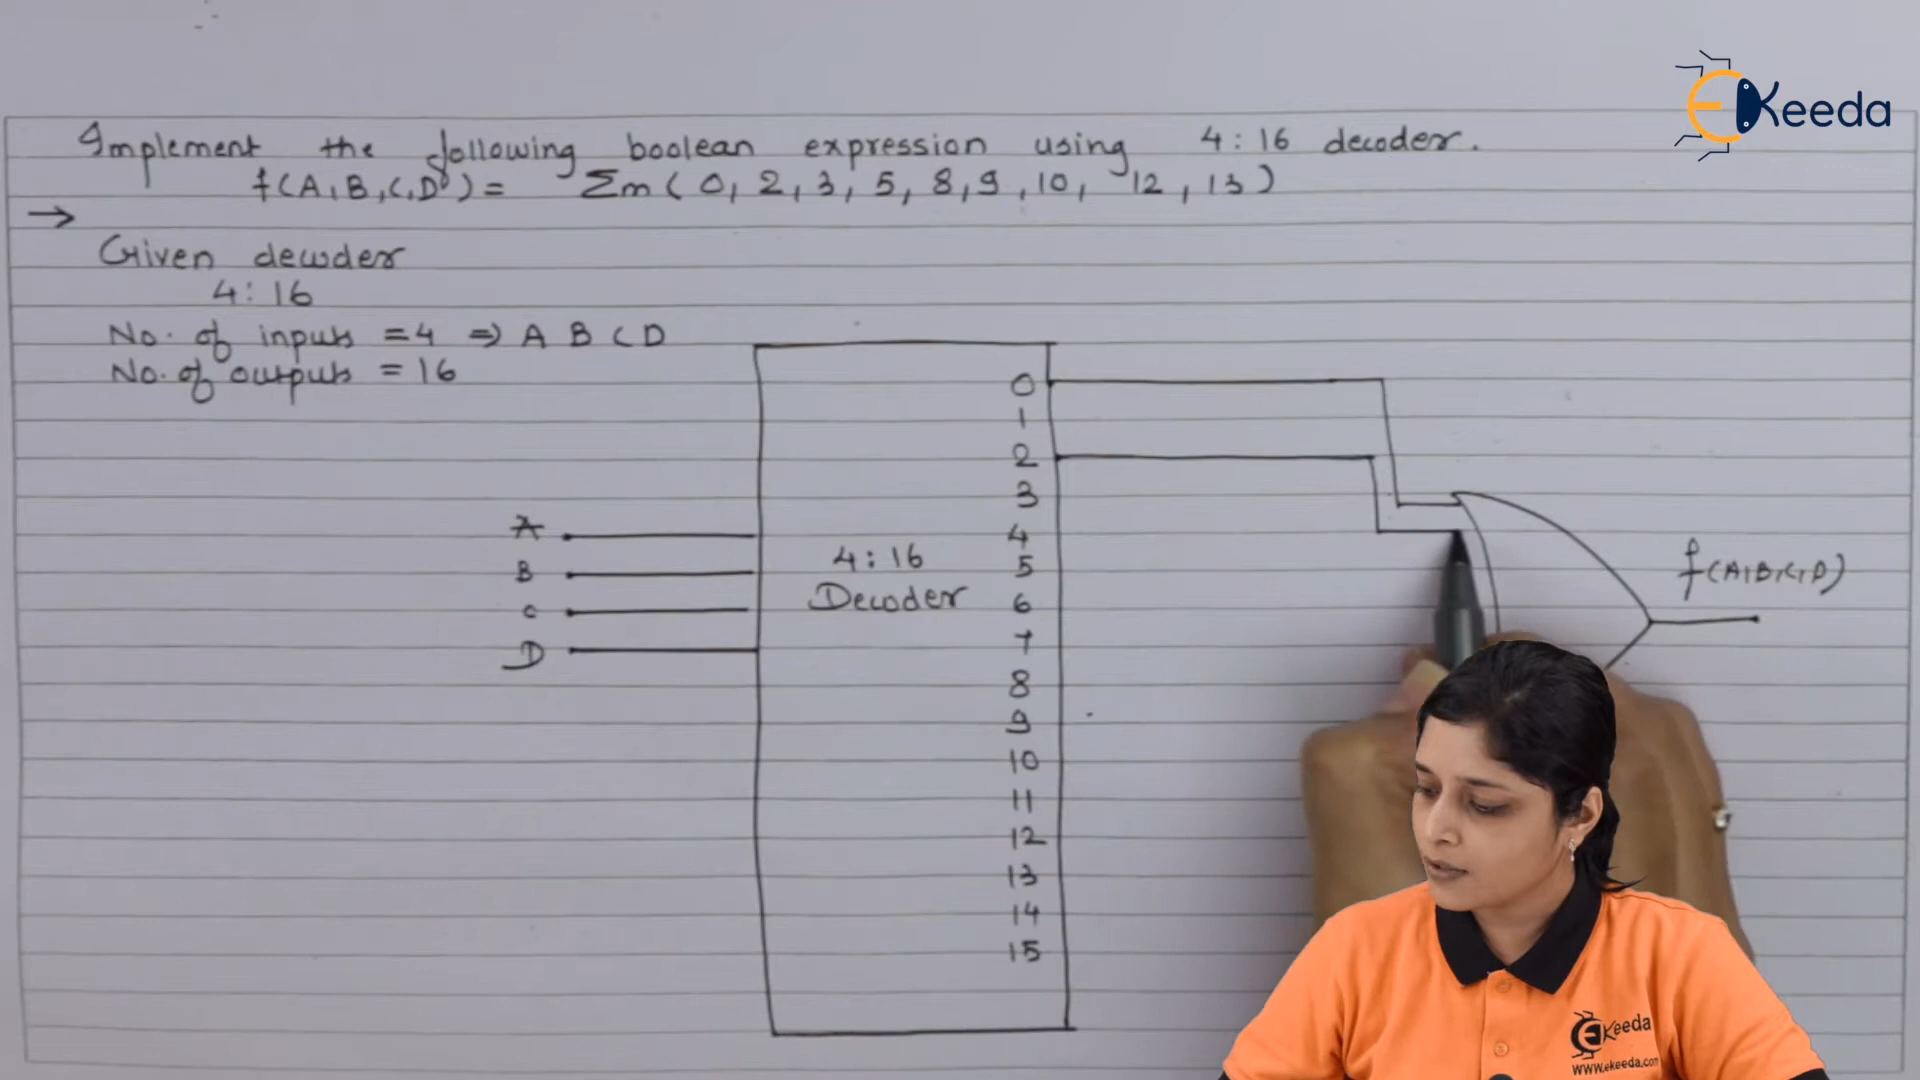 EKeeda
Implement the following boolean expression using 4:16 decoder.
f(A,B,C,D) = Σm(0, 2, 3, 5, 8, 9, 10, 12, 13)
→
Given decoder
4:16
No. of inputs = 4 ⇒ A B C D
No. of outputs = 16
0
1
2
3
A
4
4:16
f(A,B,C,D)
B
5
Decoder
C
6
7
D
8
9
10
11
12
13
14
15
EKeeda
www.ekeeda.com